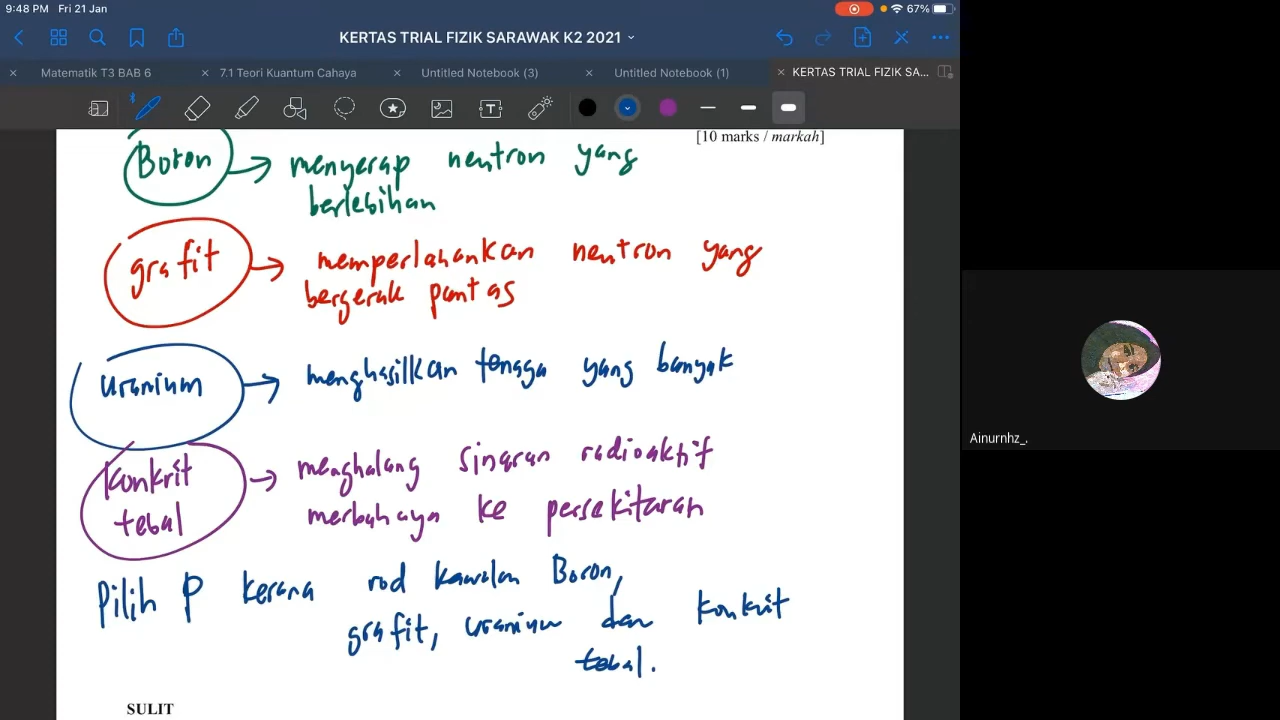 9:48 PM Fri 21 Jan
67%
KERTAS TRIAL FIZIK SARAWAK K2 2021
Matematik T3 BAB 6
7.1 Teori Kuantum Cahaya
Untitled Notebook (3)
Untitled Notebook (1)
KERTAS TRIAL FIZIK SA...
[10 marks / markah]
Boron → menyerap neutron yang
berlebihan
grafit → memperlahankan neutron yang
bergerak pantas
uranium → menghasilkan tenaga yang banyak
Konkrit → menghalang sinaran radioaktif
tebal merbahaya ke persekitaran
Pilih P kerana rod kawalan Boron,
grafit, uranium dan konkrit
tebal.
SULIT
Ainurnhz_.